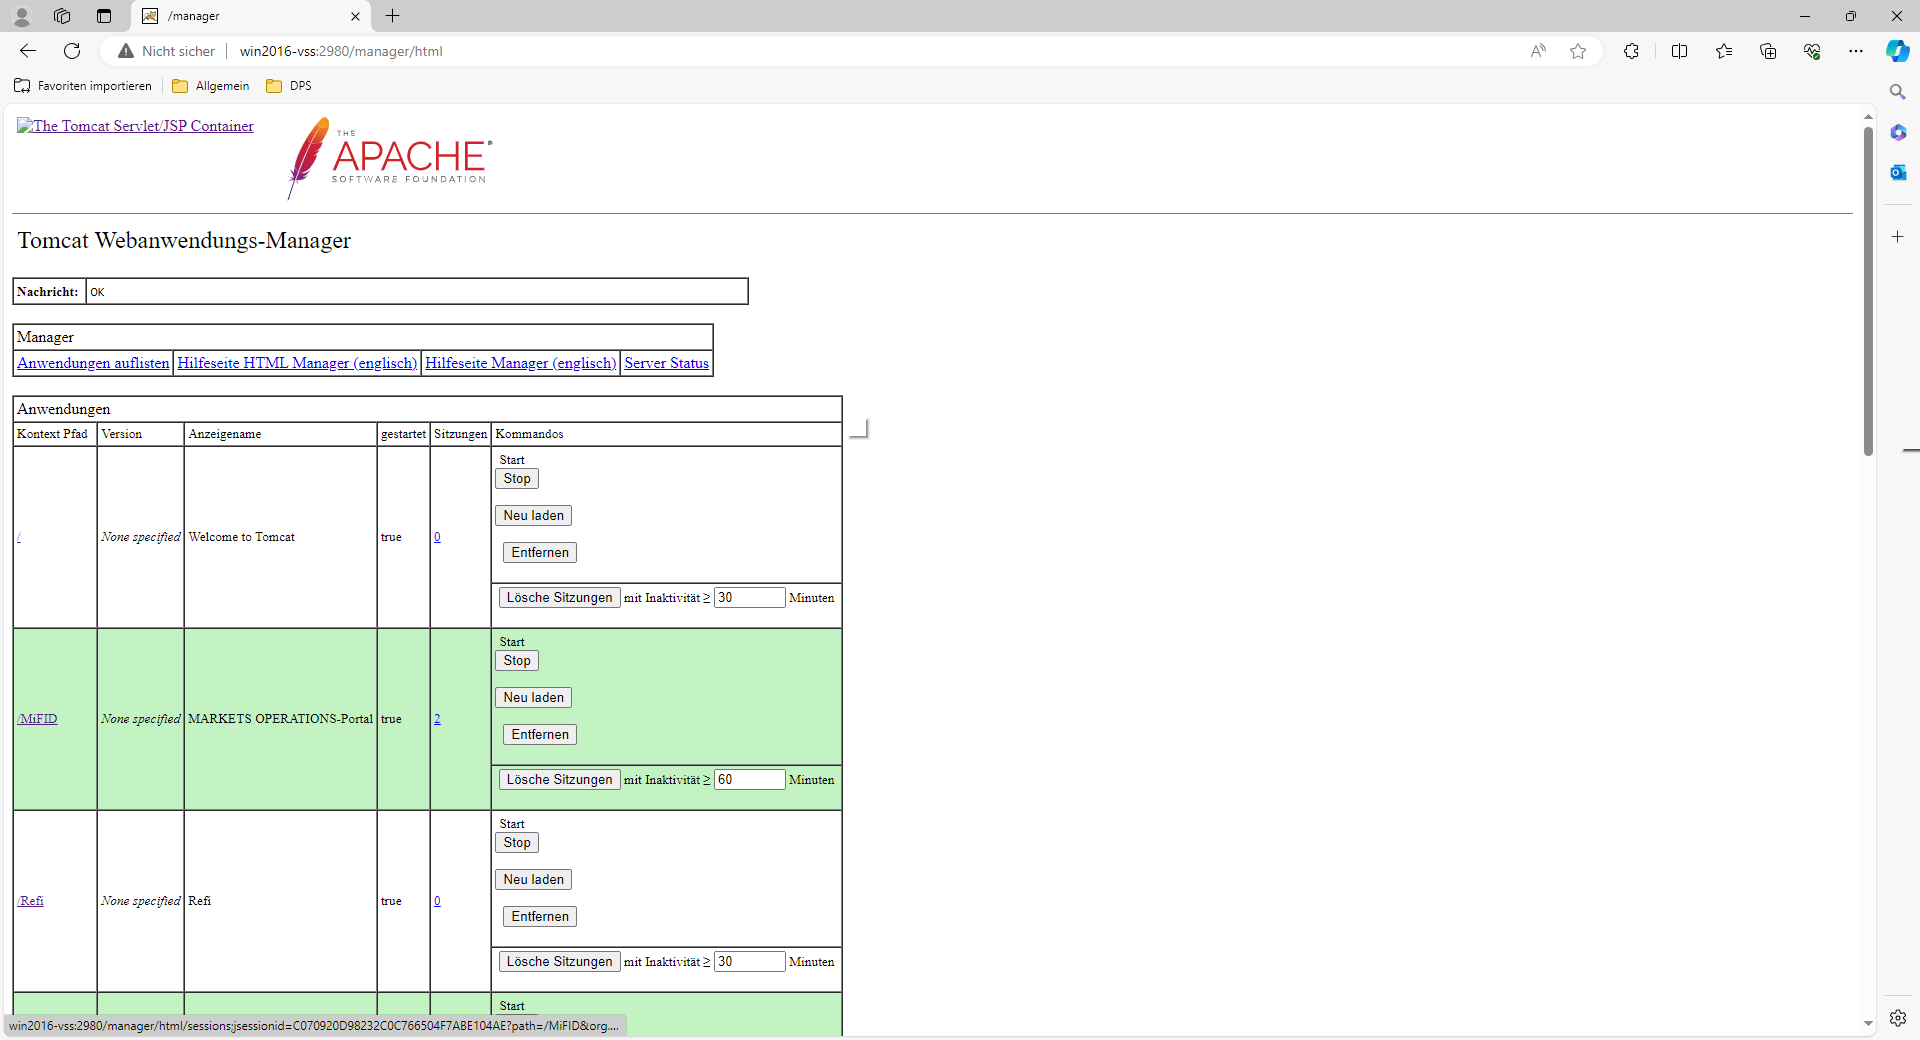 /manager
Nicht sicher win2016-vss:2980/manager/html
Favoriten importieren Allgemein DPS
The Tomcat Servlet/JSP Container
THE
APACHE®
SOFTWARE FOUNDATION
Tomcat Webanwendungs-Manager
Nachricht: OK
Manager
Anwendungen auflisten Hilfeseite HTML Manager (englisch) Hilfeseite Manager (englisch) Server Status
Anwendungen
Kontext Pfad Version Anzeigename gestartet Sitzungen Kommandos
Start
Stop
Neu laden
/ None specified Welcome to Tomcat true 0
Entfernen
Lösche Sitzungen mit Inaktivität ≥ 30 Minuten
Start
Stop
Neu laden
/MiFID None specified MARKETS OPERATIONS-Portal true 2
Entfernen
Lösche Sitzungen mit Inaktivität ≥ 60 Minuten
Start
Stop
Neu laden
/Refi None specified Refi true 0
Entfernen
Lösche Sitzungen mit Inaktivität ≥ 30 Minuten
Start
win2016-vss:2980/manager/html/sessions;jsessionid=C070920D98232C0C766504F7ABE104AE?path=/MiFID&org....